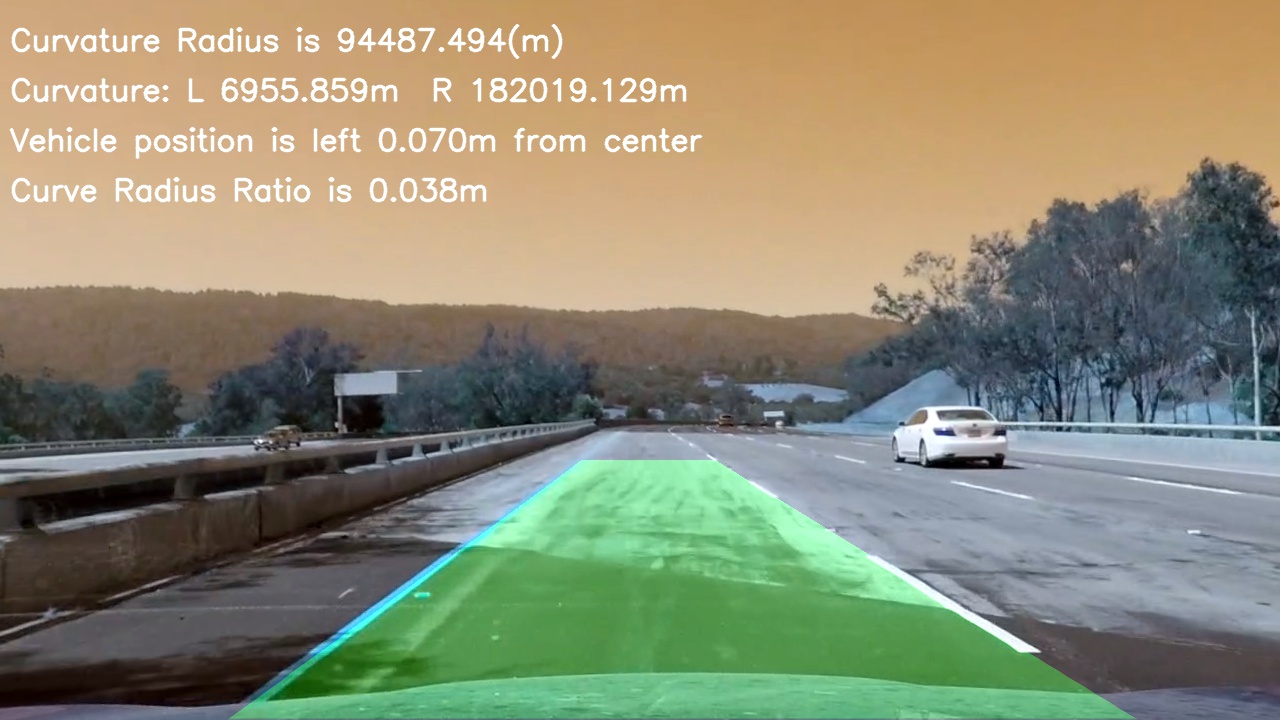 Curvature Radius is 94487.494(m)
Curvature: L 6955.859m R 182019.129m
Vehicle position is left 0.070m from center
Curve Radius Ratio is 0.038m